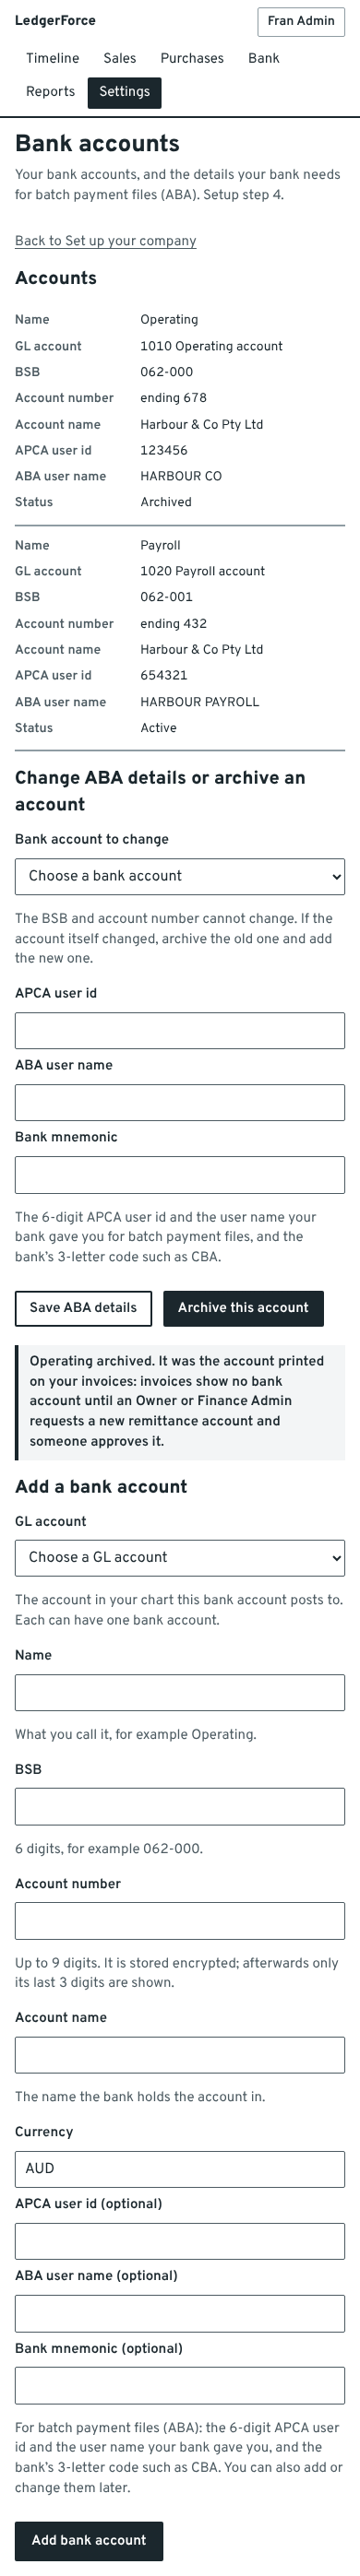 LedgerForce
Fran Admin
Timeline Sales Purchases Bank
Reports Settings
Bank accounts
Your bank accounts, and the details your bank needs
for batch payment files (ABA). Setup step 4.
Back to Set up your company
Accounts
Name Operating
GL account 1010 Operating account
BSB 062-000
Account number ending 678
Account name Harbour & Co Pty Ltd
APCA user id 123456
ABA user name HARBOUR CO
Status Archived
Name Payroll
GL account 1020 Payroll account
BSB 062-001
Account number ending 432
Account name Harbour & Co Pty Ltd
APCA user id 654321
ABA user name HARBOUR PAYROLL
Status Active
Change ABA details or archive an
account
Bank account to change
Choose a bank account
The BSB and account number cannot change. If the
account itself changed, archive the old one and add
the new one.
APCA user id
ABA user name
Bank mnemonic
The 6-digit APCA user id and the user name your
bank gave you for batch payment files, and the
bank’s 3-letter code such as CBA.
Save ABA details Archive this account
Operating archived. It was the account printed
on your invoices: invoices show no bank
account until an Owner or Finance Admin
requests a new remittance account and
someone approves it.
Add a bank account
GL account
Choose a GL account
The account in your chart this bank account posts to.
Each can have one bank account.
Name
What you call it, for example Operating.
BSB
6 digits, for example 062-000.
Account number
Up to 9 digits. It is stored encrypted; afterwards only
its last 3 digits are shown.
Account name
The name the bank holds the account in.
Currency
AUD
APCA user id (optional)
ABA user name (optional)
Bank mnemonic (optional)
For batch payment files (ABA): the 6-digit APCA user
id and the user name your bank gave you, and the
bank’s 3-letter code such as CBA. You can also add or
change them later.
Add bank account